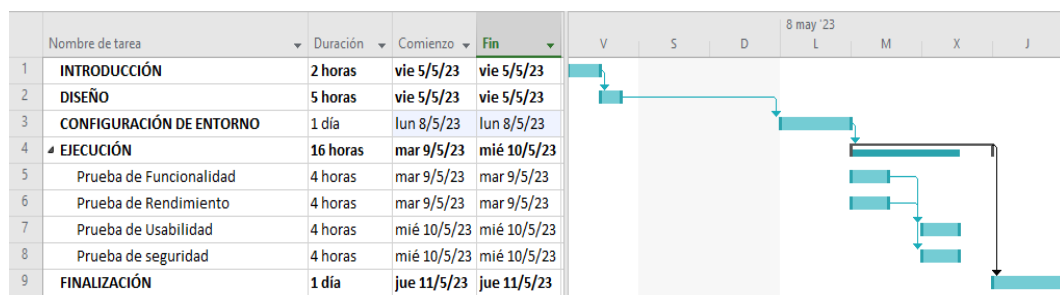 8 may '23
Nombre de tarea Duración Comienzo Fin V S D L M X J
1 INTRODUCCIÓN 2 horas vie 5/5/23 vie 5/5/23
2 DISEÑO 5 horas vie 5/5/23 vie 5/5/23
3 CONFIGURACIÓN DE ENTORNO 1 día lun 8/5/23 lun 8/5/23
4 EJECUCIÓN 16 horas mar 9/5/23 mié 10/5/23
5 Prueba de Funcionalidad 4 horas mar 9/5/23 mar 9/5/23
6 Prueba de Rendimiento 4 horas mar 9/5/23 mar 9/5/23
7 Prueba de Usabilidad 4 horas mié 10/5/23 mié 10/5/23
8 Prueba de seguridad 4 horas mié 10/5/23 mié 10/5/23
9 FINALIZACIÓN 1 día jue 11/5/23 jue 11/5/23